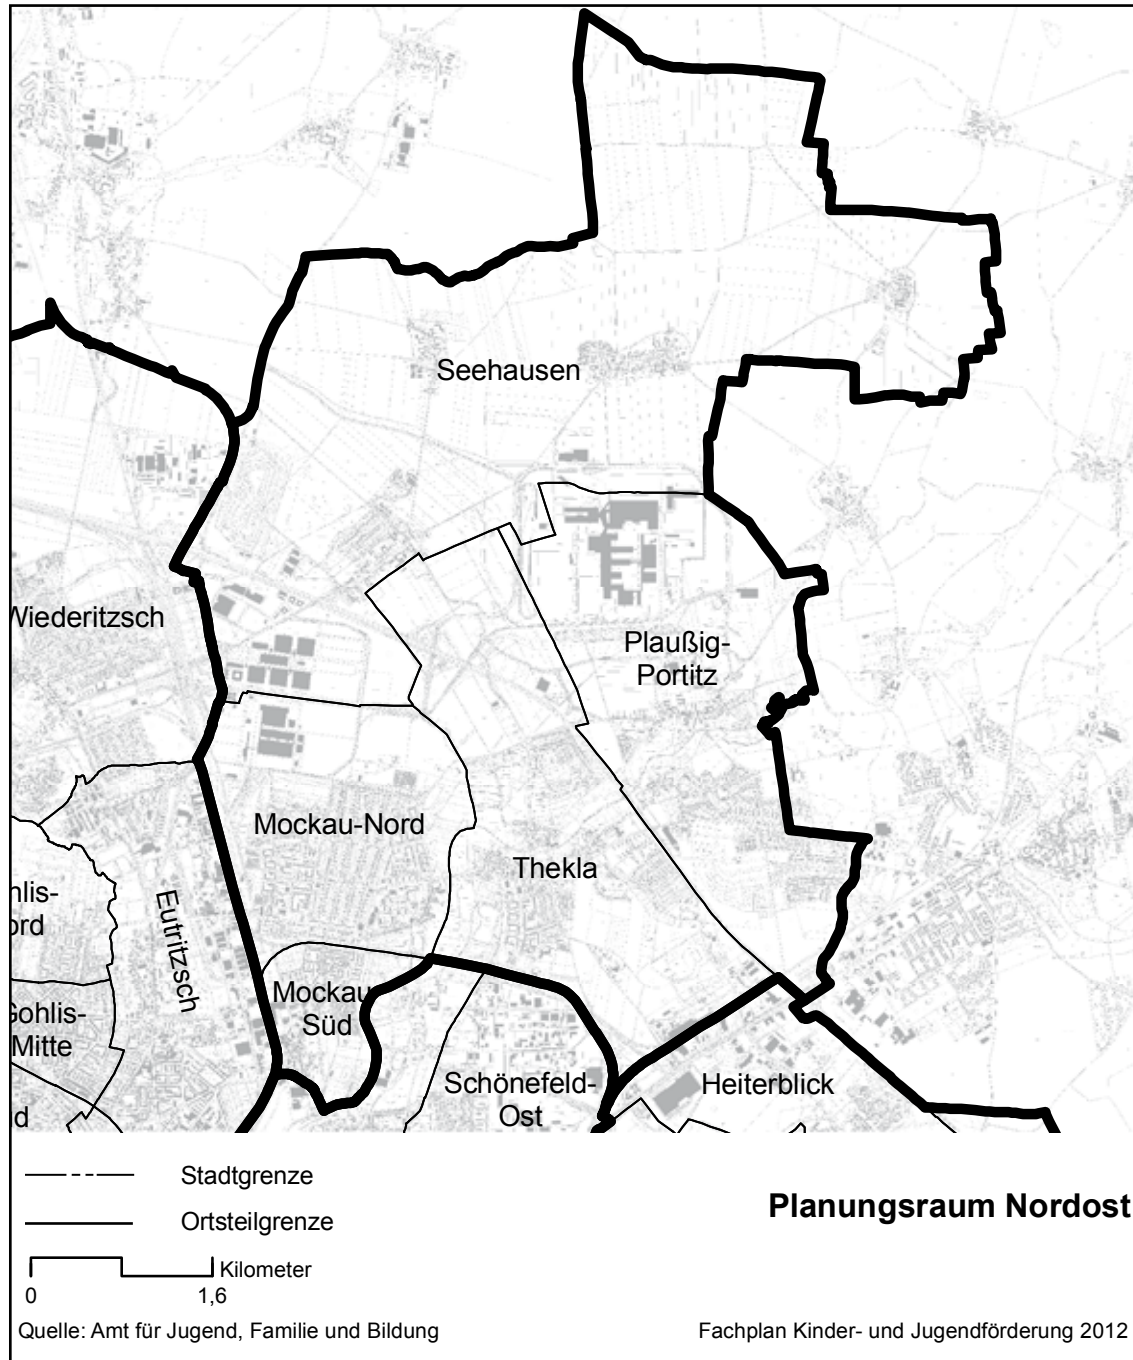 Seehausen
Wiederitzsch
Plaußig-
Portitz
Mockau-Nord
Thekla
hlis-
ord
Eutritzsch
Mockau
Süd
Gohlis-
Mitte
Schönefeld-
Ost
Heiterblick
d
Stadtgrenze
Ortsteilgrenze
Planungsraum Nordost
Kilometer
0 1,6
Quelle: Amt für Jugend, Familie und Bildung
Fachplan Kinder- und Jugendförderung 2012